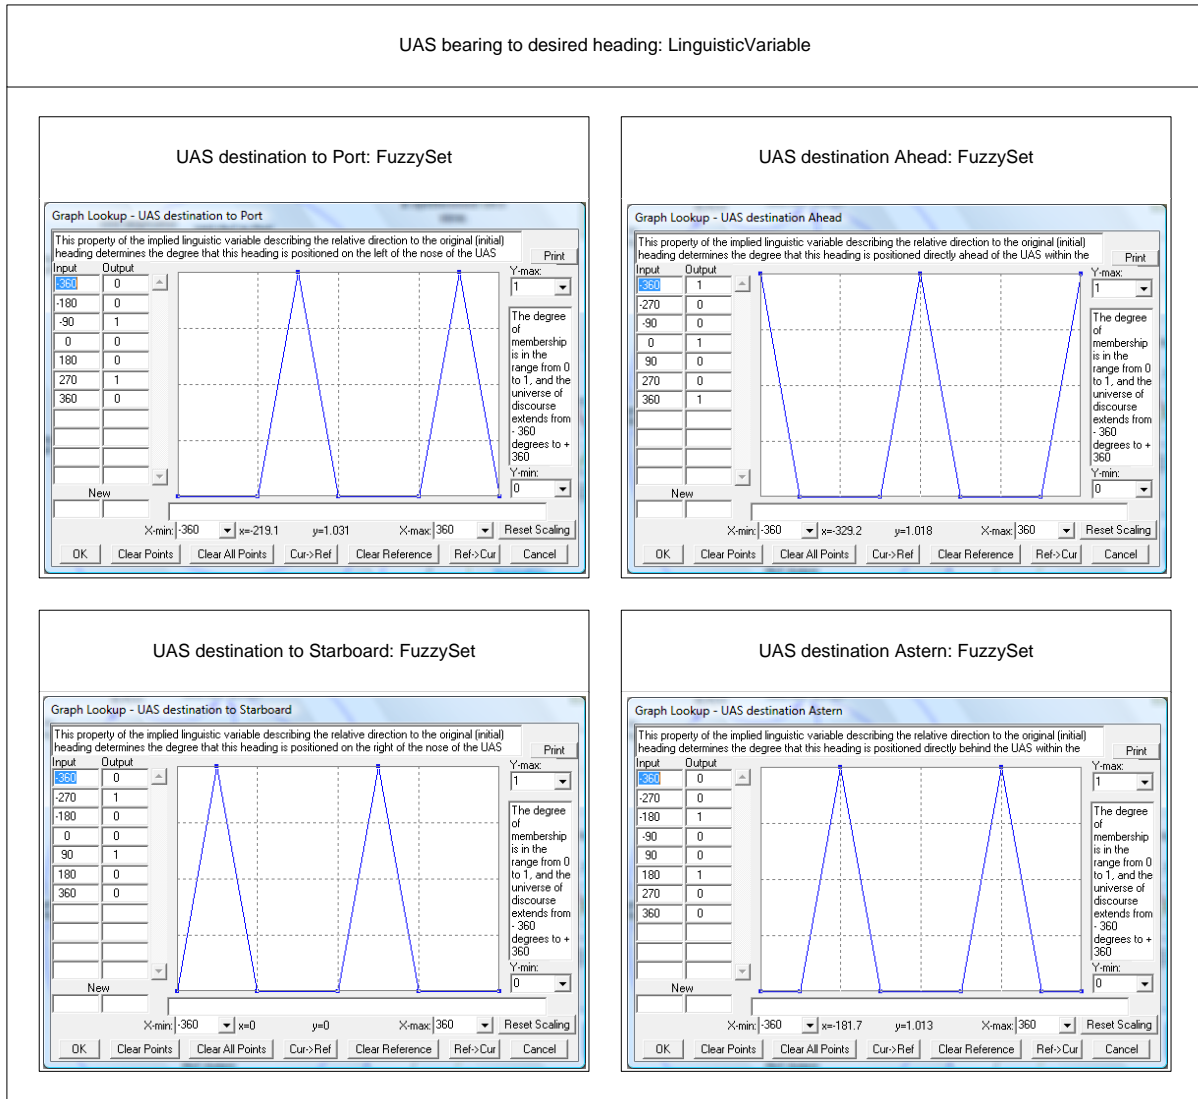 UAS bearing to desired heading: LinguisticVariable
UAS destination to Port: FuzzySet
Graph Lookup - UAS destination to Port
This property of the implied linguistic variable describing the relative direction to the original (initial)
heading determines the degree that this heading is positioned on the left of the nose of the UAS
Print
Input Output
Y-max:
-360 0
1
-180 0
-90 1
0 0
180 0
270 1
360 0
The degree
of
membership
is in the
range from 0
to 1, and the
universe of
discourse
extends from
- 360
degrees to +
360
Y-min:
0
New
X-min: -360 x=-219.1 y=1.031 X-max: 360 Reset Scaling
OK Clear Points Clear All Points Cur->Ref Clear Reference Ref->Cur Cancel
UAS destination Ahead: FuzzySet
Graph Lookup - UAS destination Ahead
This property of the implied linguistic variable describing the relative direction to the original (initial)
heading determines the degree that this heading is positioned directly ahead of the UAS within the
Print
Input Output
Y-max:
-360 1
1
-270 0
-90 0
0 1
90 0
270 0
360 1
The degree
of
membership
is in the
range from 0
to 1, and the
universe of
discourse
extends from
- 360
degrees to +
360
Y-min:
0
New
X-min: -360 x=-329.2 y=1.018 X-max: 360 Reset Scaling
OK Clear Points Clear All Points Cur->Ref Clear Reference Ref->Cur Cancel
UAS destination to Starboard: FuzzySet
Graph Lookup - UAS destination to Starboard
This property of the implied linguistic variable describing the relative direction to the original (initial)
heading determines the degree that this heading is positioned on the right of the nose of the UAS
Print
Input Output
Y-max:
-360 0
1
-270 1
-180 0
0 0
90 1
180 0
360 0
The degree
of
membership
is in the
range from 0
to 1, and the
universe of
discourse
extends from
- 360
degrees to +
360
Y-min:
0
New
X-min: -360 x=0 y=0 X-max: 360 Reset Scaling
OK Clear Points Clear All Points Cur->Ref Clear Reference Ref->Cur Cancel
UAS destination Astern: FuzzySet
Graph Lookup - UAS destination Astern
This property of the implied linguistic variable describing the relative direction to the original (initial)
heading determines the degree that this heading is positioned directly behind the UAS within the
Print
Input Output
Y-max:
-360 0
1
-270 0
-180 1
-90 0
90 0
180 1
270 0
360 0
The degree
of
membership
is in the
range from 0
to 1, and the
universe of
discourse
extends from
- 360
degrees to +
360
Y-min:
0
New
X-min: -360 x=-181.7 y=1.013 X-max: 360 Reset Scaling
OK Clear Points Clear All Points Cur->Ref Clear Reference Ref->Cur Cancel